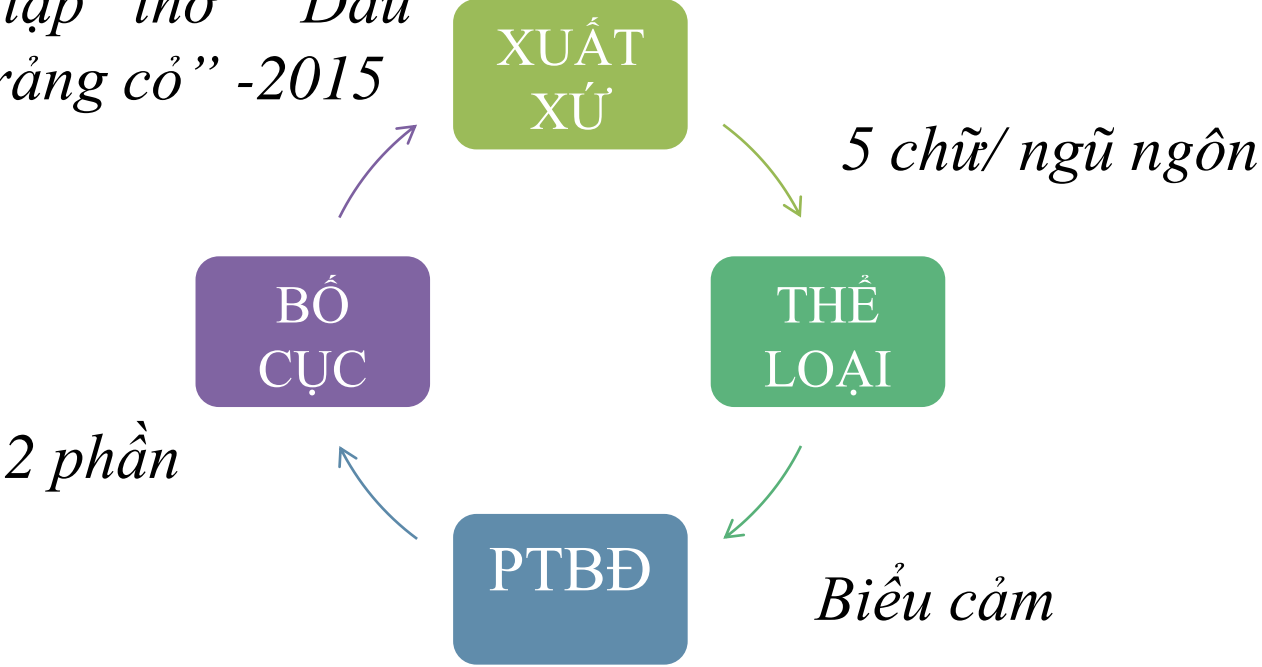 tập thơ "Dấu
rảng cỏ" -2015
XUẤT
XỨ
5 chữ/ ngũ ngôn
BỐ
CỤC
THỂ
LOẠI
2 phần
PTBĐ
Biểu cảm